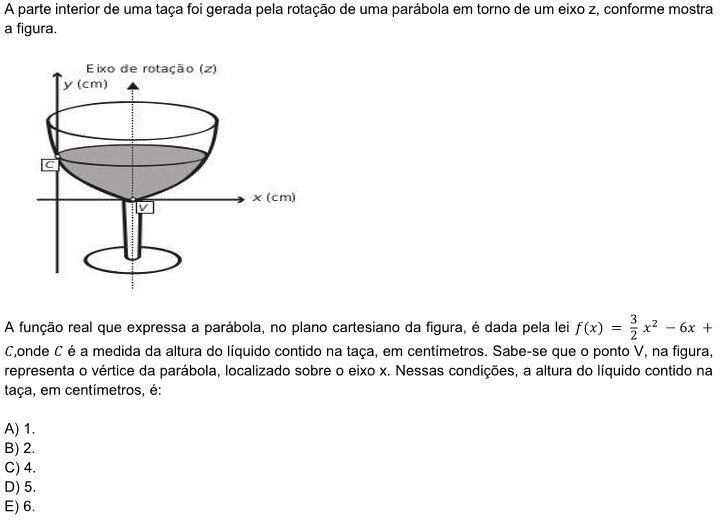 A parte interior de uma taça foi gerada pela rotação de uma parábola em torno de um eixo z, conforme mostra
a figura.
Eixo de rotação (z)
y (cm)
C
x (cm)
V
A função real que expressa a parábola, no plano cartesiano da figura, é dada pela lei f(x) = 3/2 x² − 6x +
C,onde C é a medida da altura do líquido contido na taça, em centímetros. Sabe-se que o ponto V, na figura,
representa o vértice da parábola, localizado sobre o eixo x. Nessas condições, a altura do líquido contido na
taça, em centímetros, é:
A) 1.
B) 2.
C) 4.
D) 5.
E) 6.